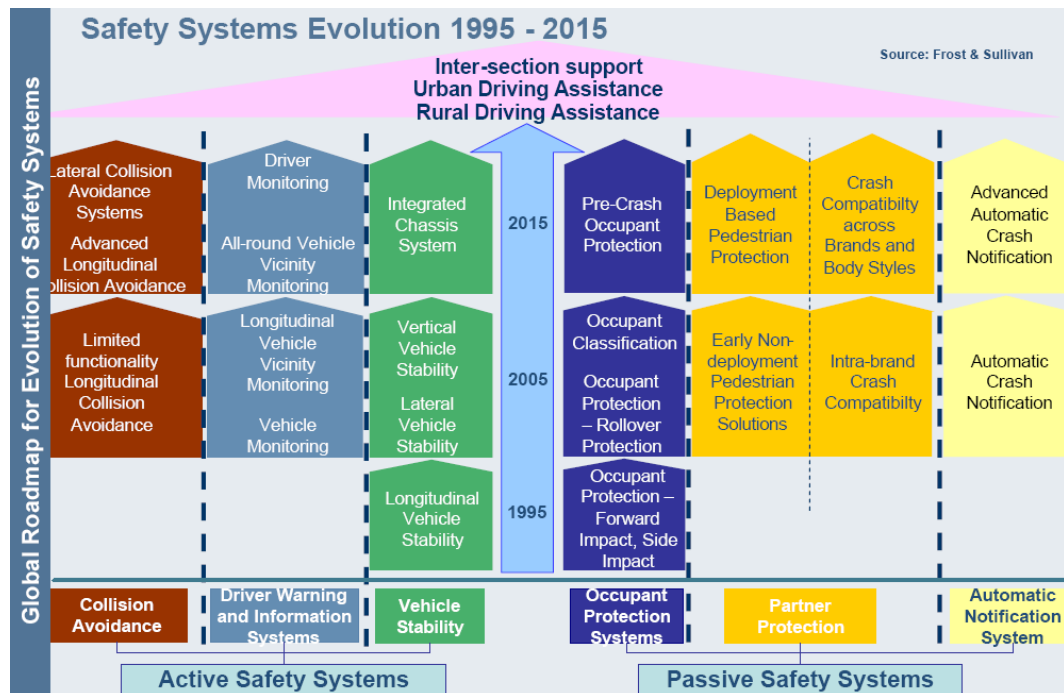 Safety Systems Evolution 1995 - 2015
Source: Frost & Sullivan
Global Roadmap for Evolution of Safety Systems
Inter-section support
Urban Driving Assistance
Rural Driving Assistance
Lateral Collision
Avoidance
Systems
Advanced
Longitudinal
Collision Avoidance
Driver
Monitoring
All-round Vehicle
Vicinity
Monitoring
Integrated
Chassis
System
2015
Pre-Crash
Occupant
Protection
Deployment
Based
Pedestrian
Protection
Crash
Compatibilty
across
Brands and
Body Styles
Advanced
Automatic
Crash
Notification
Limited
functionality
Longitudinal
Collision
Avoidance
Longitudinal
Vehicle
Vicinity
Monitoring
Vehicle
Monitoring
Vertical
Vehicle
Stability
Lateral
Vehicle
Stability
2005
Occupant
Classification
Occupant
Protection
– Rollover
Protection
Early Non-
deployment
Pedestrian
Protection
Solutions
Intra-brand
Crash
Compatibilty
Automatic
Crash
Notification
Longitudinal
Vehicle
Stability
1995
Occupant
Protection –
Forward
Impact, Side
Impact
Collision
Avoidance
Driver Warning
and Information
Systems
Vehicle
Stability
Occupant
Protection
Systems
Partner
Protection
Automatic
Notification
System
Active Safety Systems
Passive Safety Systems